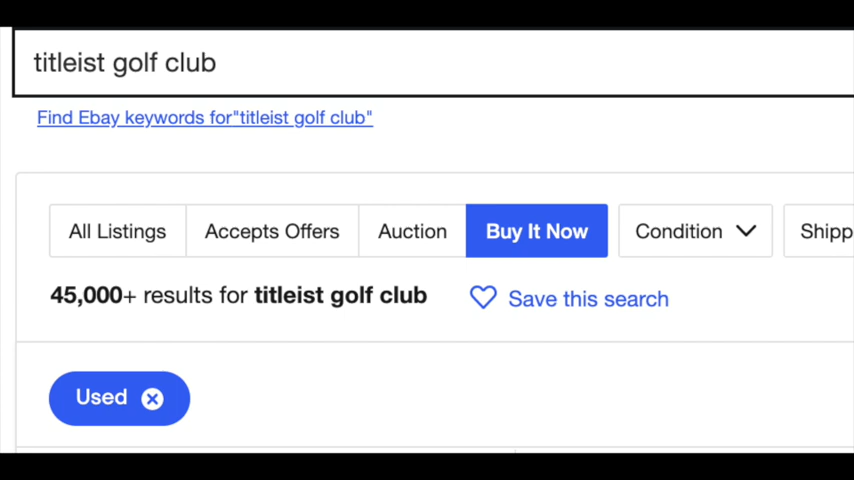 titleist golf club
Find Ebay keywords for"titleist golf club"
All Listings Accepts Offers Auction Buy It Now Condition Shipp
45,000+ results for titleist golf club Save this search
Used